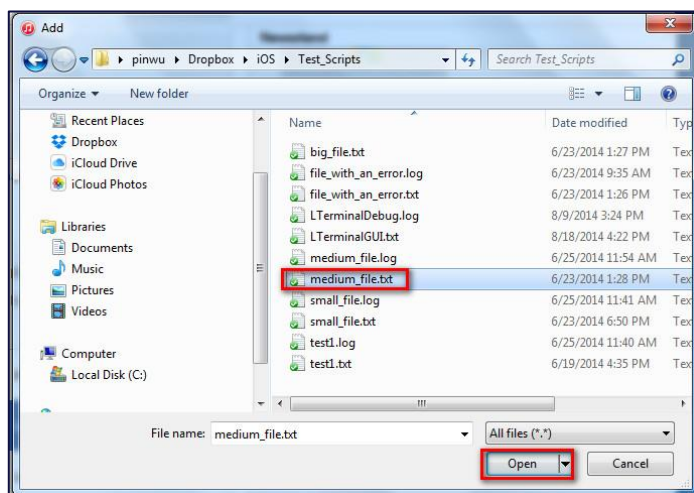 Add
pinwu Dropbox iOS Test_Scripts Search Test_Scripts
Organize New folder
Recent Places
Dropbox
iCloud Drive
iCloud Photos
Libraries
Documents
Music
Pictures
Videos
Computer
Local Disk (C:)
Name Date modified Typ
big_file.txt 6/23/2014 1:27 PM Tex
file_with_an_error.log 6/23/2014 9:35 AM Tex
file_with_an_error.txt 6/23/2014 1:26 PM Tex
LTerminalDebug.log 8/9/2014 3:24 PM Tex
LTerminalGUI.txt 8/18/2014 4:22 PM Tex
medium_file.log 6/25/2014 11:54 AM Tex
medium_file.txt 6/23/2014 1:28 PM Tex
small_file.log 6/25/2014 11:41 AM Tex
small_file.txt 6/23/2014 6:50 PM Tex
test1.log 6/25/2014 11:40 AM Tex
test1.txt 6/19/2014 4:35 PM Tex
File name: medium_file.txt All files (*.*)
Open Cancel